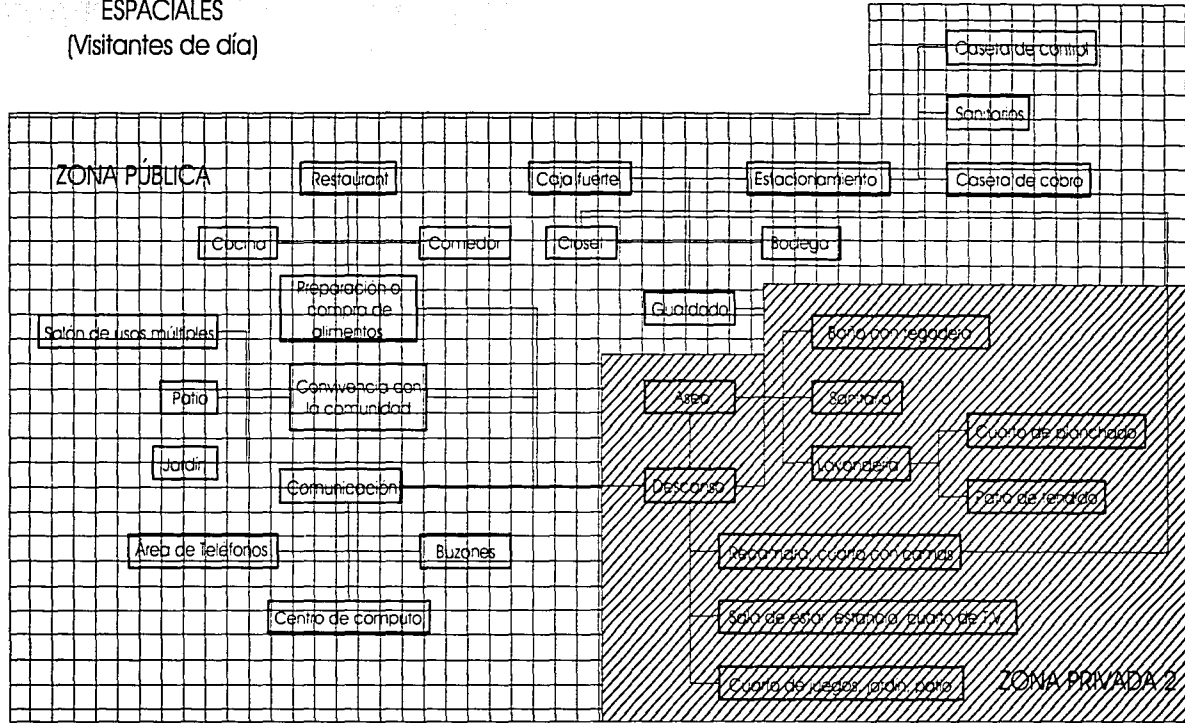 ESPACIALES
(Visitantes de día)
Caseta de control
Sanitarios
ZONA PÚBLICA
Restaurant
Caja fuerte
Estacionamiento
Caseta de cobro
Cocina
Comedor
Closet
Bodega
Preparación o
compra de
alimentos
Guardado
Salón de usos múltiples
Baño con regadera
Patio
Convivencia con
la comunidad
Aseo
Sanitario
Cuarto de planchado
Jardín
Lavandería
Comunicación
Descanso
Patio de tendido
Área de Teléfonos
Buzones
Recamára, cuarto con camas
Centro de computo
Sala de estar, estancia, cuarto de T.V.
Cuarto de juegos, jardín, patio
ZONA PRIVADA 2